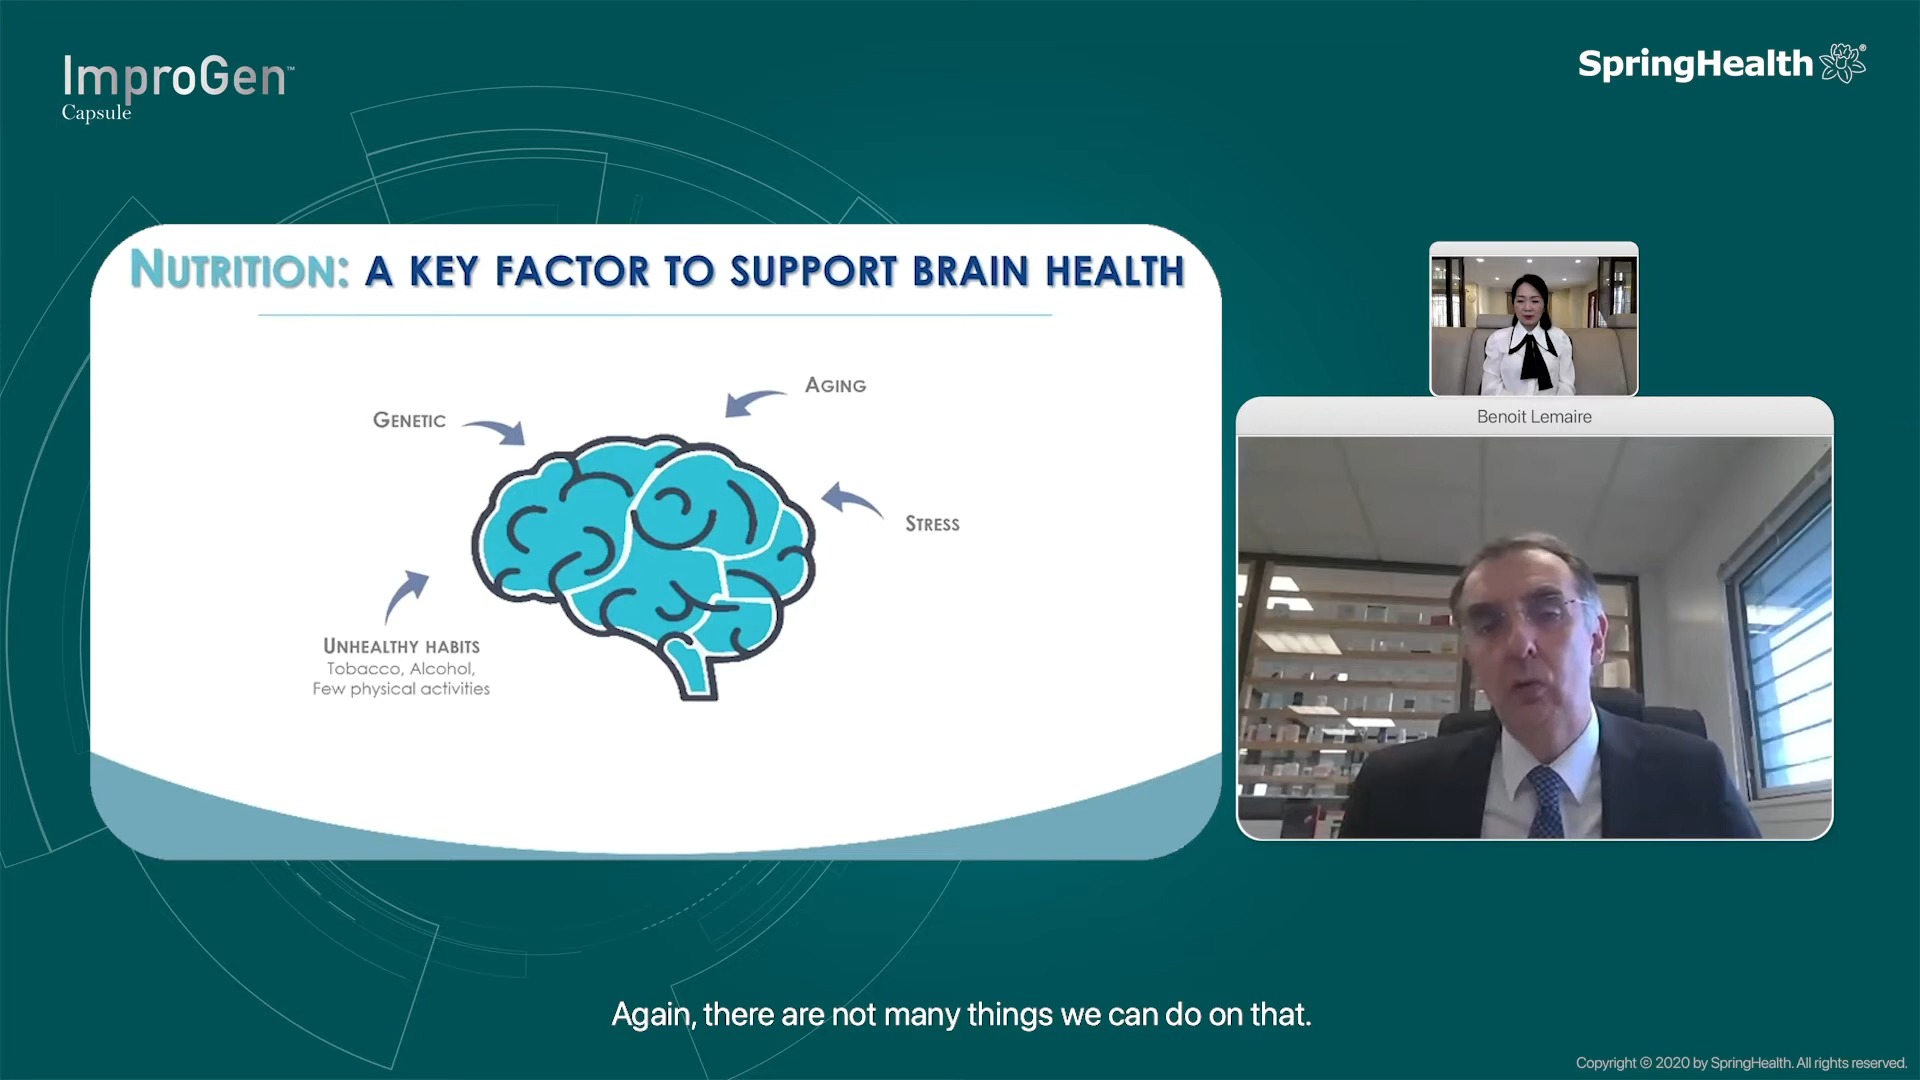 ImproGen™
Capsule
SpringHealth®
NUTRITION: A KEY FACTOR TO SUPPORT BRAIN HEALTH
AGING
GENETIC
STRESS
UNHEALTHY HABITS
Tobacco, Alcohol,
Few physical activities
Benoit Lemaire
Again, there are not many things we can do on that.
Copyright © 2020 by SpringHealth. All rights reserved.